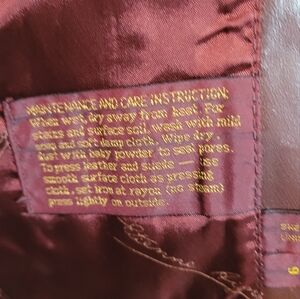 MAINTENANCE AND CARE INSTRUCTION:
When wet, dry away from heat. For
stains and surface soil, wash with mild
soap and soft damp cloth. Wipe dry,
dust with baby powder to seal pores.
To press leather and suede — use
smooth surface cloth as pressing
cloth, set iron at rayon (no steam)
press lightly on outside.
6